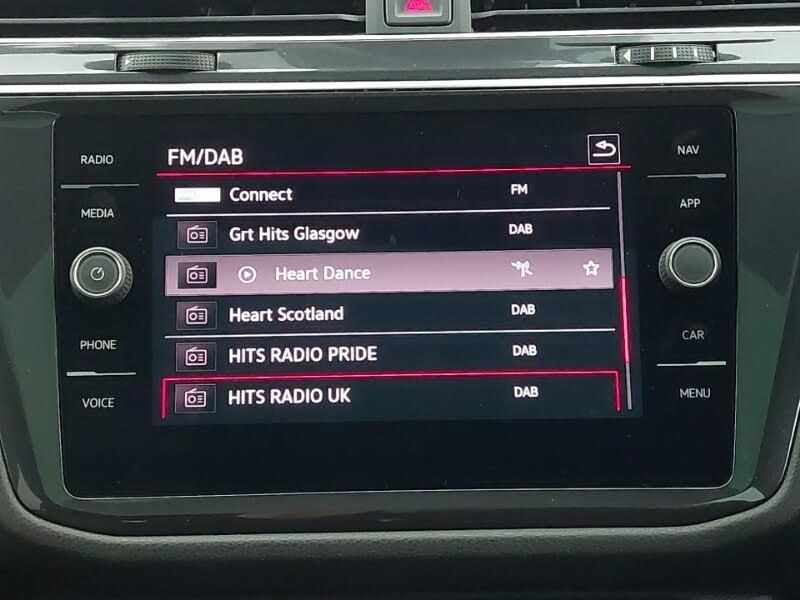 RADIO
MEDIA
PHONE
VOICE
FM/DAB
Connect FM
Grt Hits Glasgow DAB
Heart Dance
Heart Scotland DAB
HITS RADIO PRIDE DAB
HITS RADIO UK DAB
NAV
APP
CAR
MENU